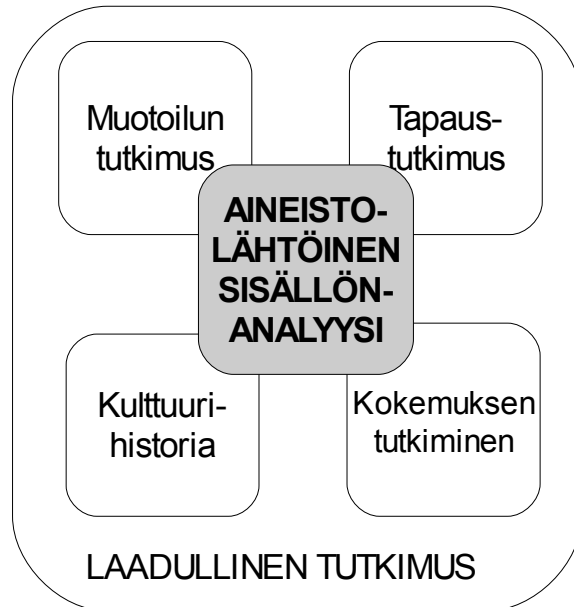 Muotoilun
tutkimus
Tapaus-
tutkimus
AINEISTO-
LÄHTÖINEN
SISÄLLÖN-
ANALYYSI
Kulttuuri-
historia
Kokemuksen
tutkiminen
LAADULLINEN TUTKIMUS